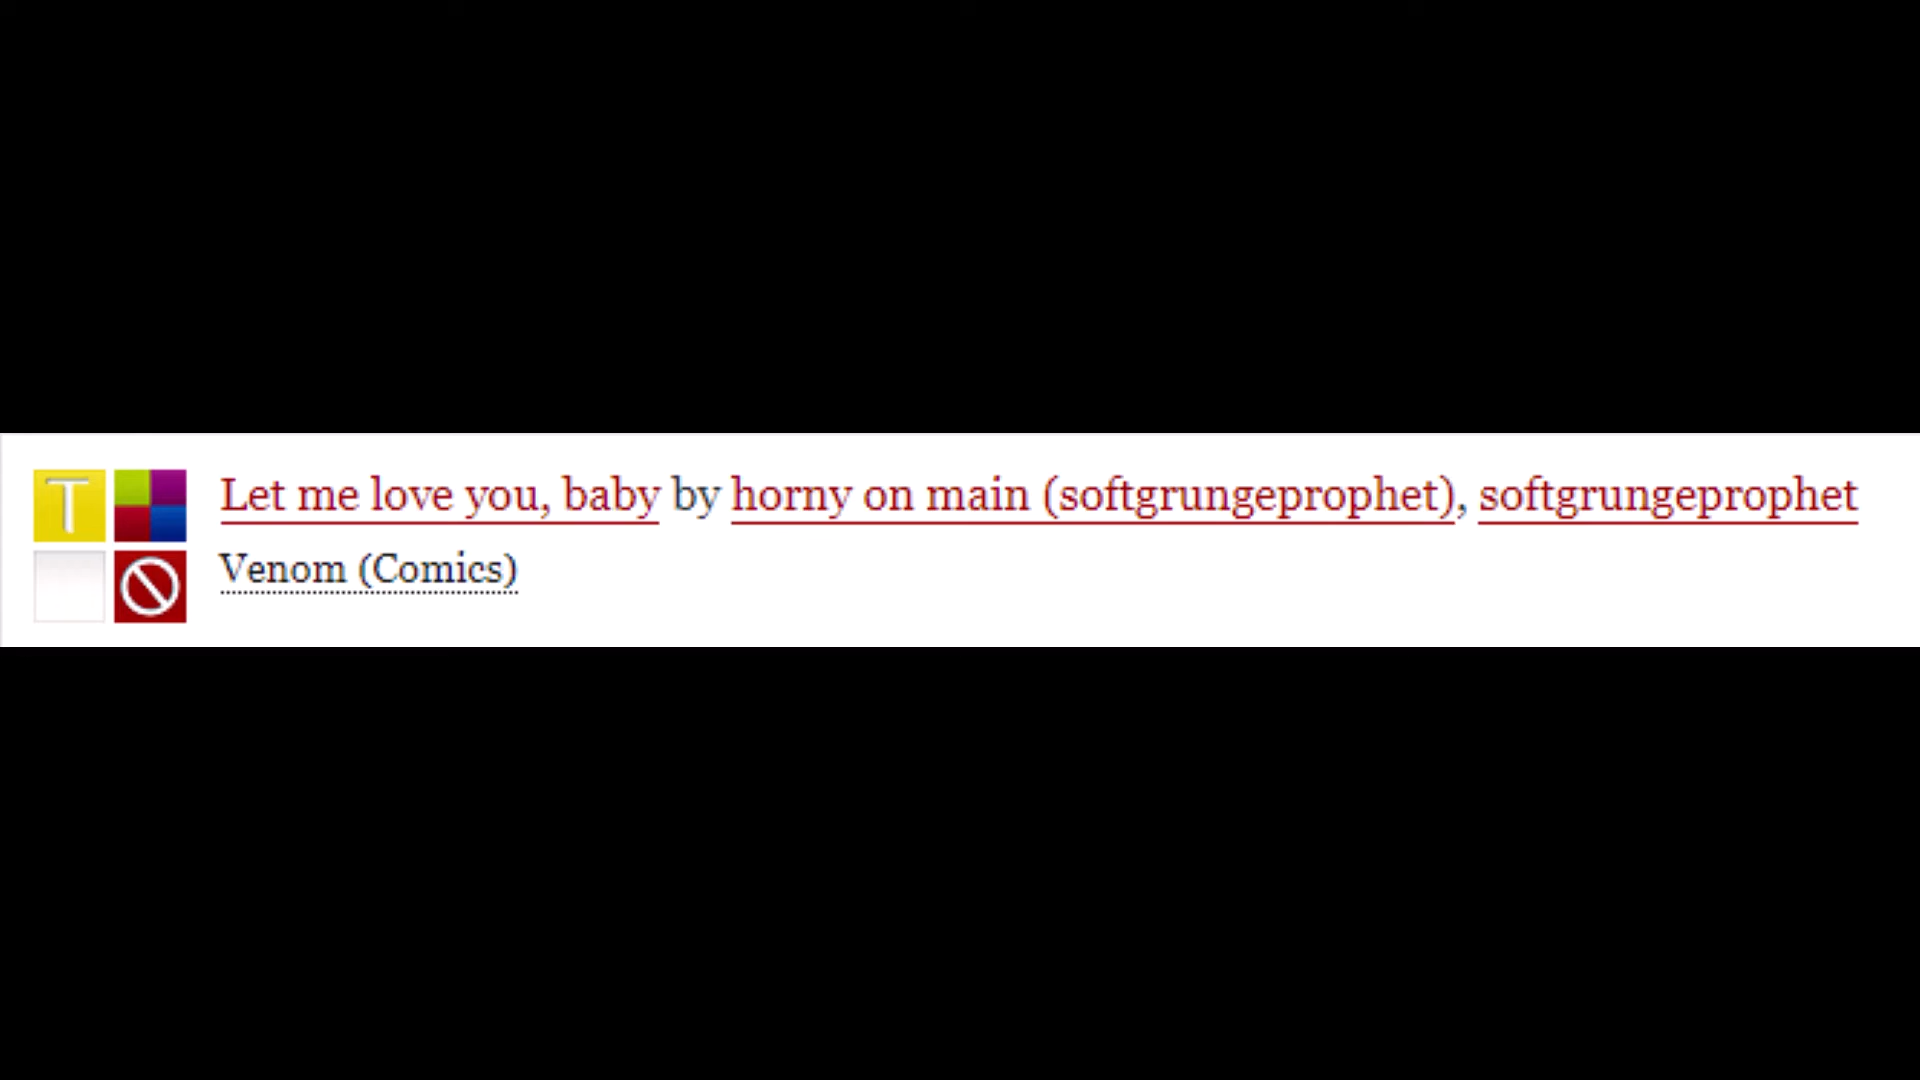 T
Let me love you, baby by horny on main (softgrungeprophet), softgrungeprophet
Venom (Comics)